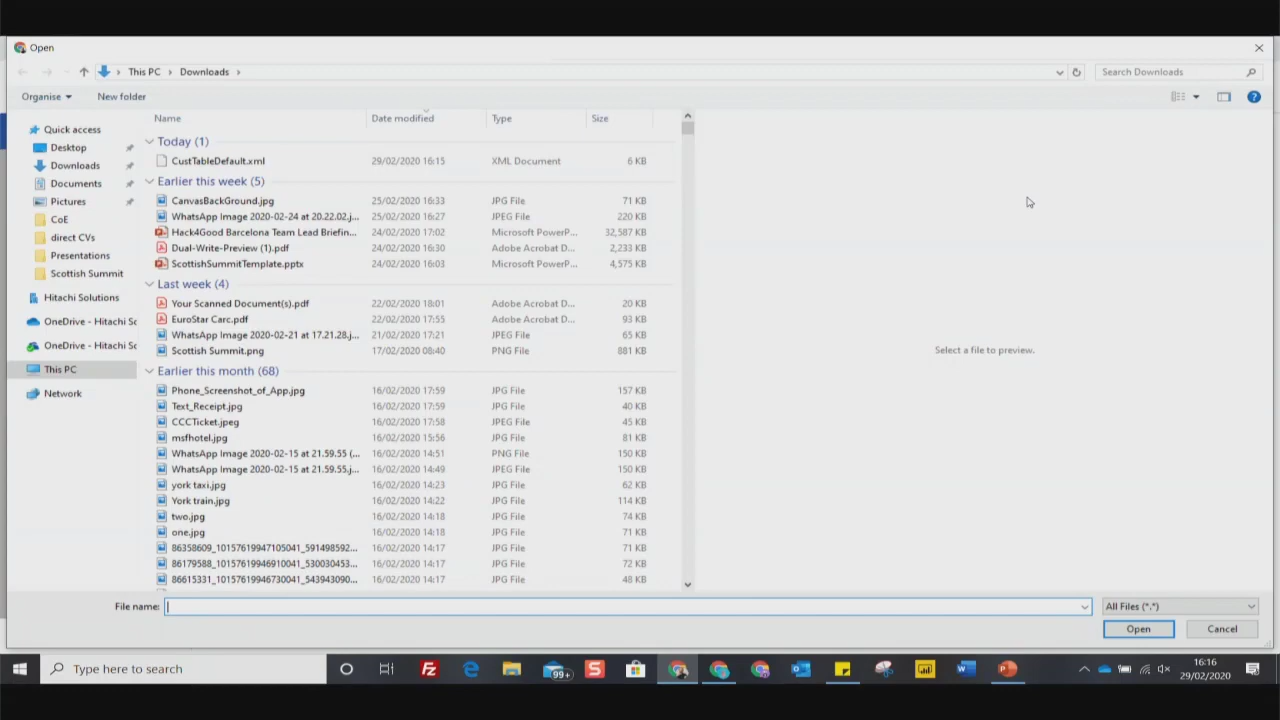 Open
This PC > Downloads >
Search Downloads
Organise
New folder
Name Date modified Type Size
Quick access
Desktop
Downloads
Documents
Pictures
CoE
direct CVs
Presentations
Scottish Summit
Hitachi Solutions
OneDrive - Hitachi Sc
OneDrive - Hitachi Sc
This PC
Network
Today (1)
CustTableDefault.xml 29/02/2020 16:15 XML Document 6 KB
Earlier this week (5)
CanvasBackGround.jpg 25/02/2020 16:33 JPG File 71 KB
WhatsApp Image 2020-02-24 at 20.22.02.j... 25/02/2020 16:27 JPEG File 220 KB
Hack4Good Barcelona Team Lead Briefin... 24/02/2020 17:02 Microsoft PowerP... 32,587 KB
Dual-Write-Preview (1).pdf 24/02/2020 16:30 Adobe Acrobat D... 2,233 KB
ScottishSummitTemplate.pptx 24/02/2020 16:03 Microsoft PowerP... 4,575 KB
Last week (4)
Your Scanned Document(s).pdf 22/02/2020 18:01 Adobe Acrobat D... 20 KB
EuroStar Carc.pdf 22/02/2020 17:55 Adobe Acrobat D... 93 KB
WhatsApp Image 2020-02-21 at 17.21.28.j... 21/02/2020 17:21 JPEG File 65 KB
Scottish Summit.png 17/02/2020 08:40 PNG File 881 KB
Earlier this month (68)
Phone_Screenshot_of_App.jpg 16/02/2020 17:59 JPG File 157 KB
Text_Receipt.jpg 16/02/2020 17:59 JPG File 40 KB
CCCTicket.jpeg 16/02/2020 17:58 JPEG File 45 KB
msfhotel.jpg 16/02/2020 15:56 JPG File 81 KB
WhatsApp Image 2020-02-15 at 21.59.55 (... 16/02/2020 14:51 PNG File 150 KB
WhatsApp Image 2020-02-15 at 21.59.55.j... 16/02/2020 14:49 JPEG File 150 KB
york taxi.jpg 16/02/2020 14:23 JPG File 62 KB
York train.jpg 16/02/2020 14:22 JPG File 114 KB
two.jpg 16/02/2020 14:18 JPG File 74 KB
one.jpg 16/02/2020 14:18 JPG File 71 KB
86358609_10157619947105041_591498592... 16/02/2020 14:17 JPG File 71 KB
86179588_10157619946910041_530030453... 16/02/2020 14:17 JPG File 72 KB
86615331_10157619946730041_543943090... 16/02/2020 14:17 JPG File 48 KB
Select a file to preview.
File name:
All Files (*.*)
Open
Cancel
Type here to search
99+
16:16
29/02/2020